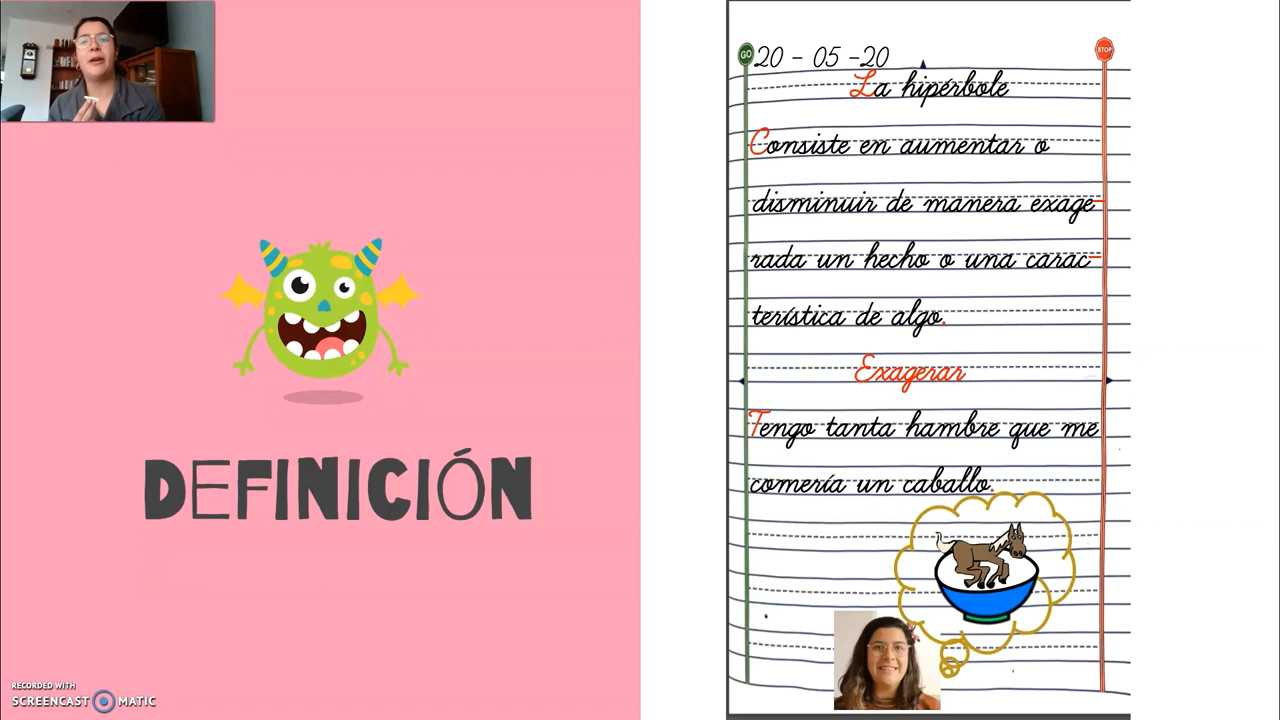 DEFINICIÓN
RECORDED WITH
SCREENCAST MATIC
GO
STOP
20 - 05 -20
La hipérbole
Consiste en aumentar o
disminuir de manera exage-
rada un hecho o una carac-
terística de algo.
Exagerar
Tengo tanta hambre que me
comería un caballo.